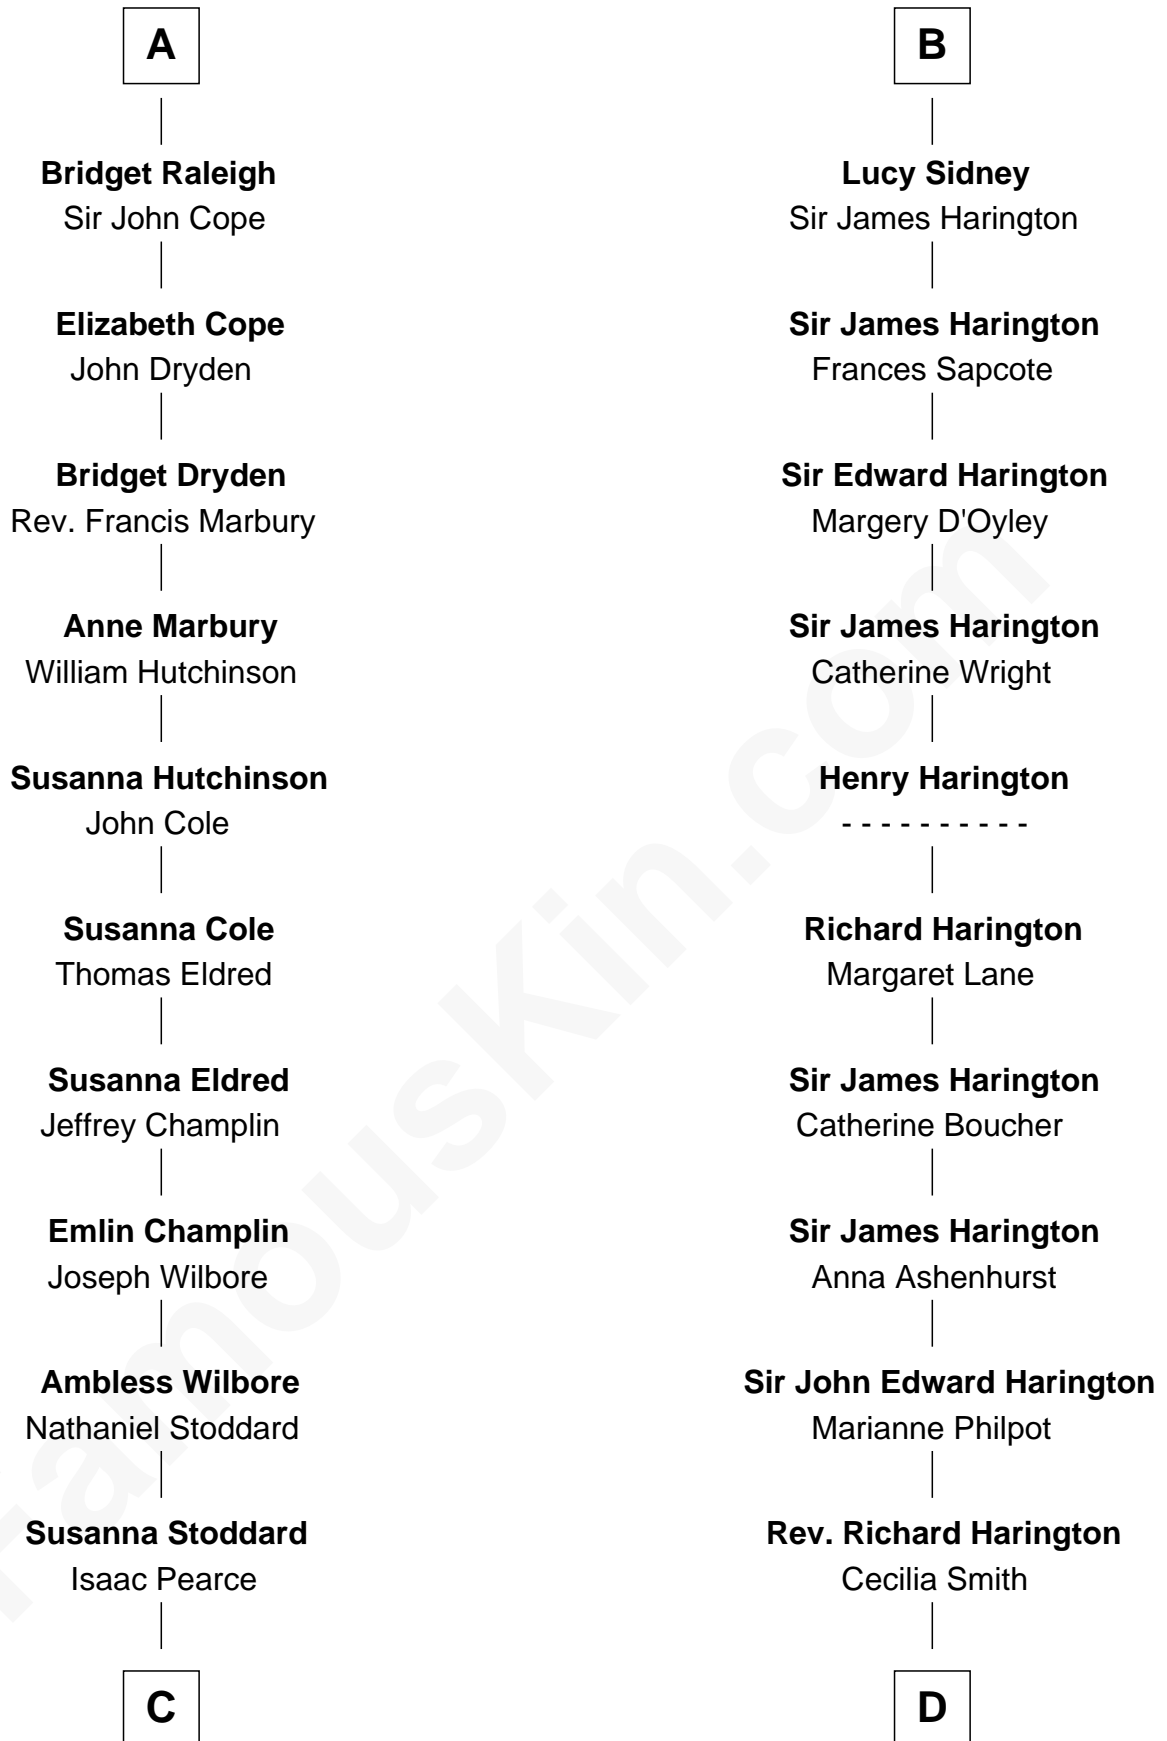 A
Bridget Raleigh
Sir John Cope
Elizabeth Cope
John Dryden
Bridget Dryden
Rev. Francis Marbury
Anne Marbury
William Hutchinson
Susanna Hutchinson
John Cole
Susanna Cole
Thomas Eldred
Susanna Eldred
Jeffrey Champlin
Emlin Champlin
Joseph Wilbore
Ambless Wilbore
Nathaniel Stoddard
Susanna Stoddard
Isaac Pearce
C
B
Lucy Sidney
Sir James Harington
Sir James Harington
Frances Sapcote
Sir Edward Harington
Margery D'Oyley
Sir James Harington
Catherine Wright
Henry Harington
- - - - - - - - - -
Richard Harington
Margaret Lane
Sir James Harington
Catherine Boucher
Sir James Harington
Anna Ashenhurst
Sir John Edward Harington
Marianne Philpot
Rev. Richard Harington
Cecilia Smith
D
FamousKin.com